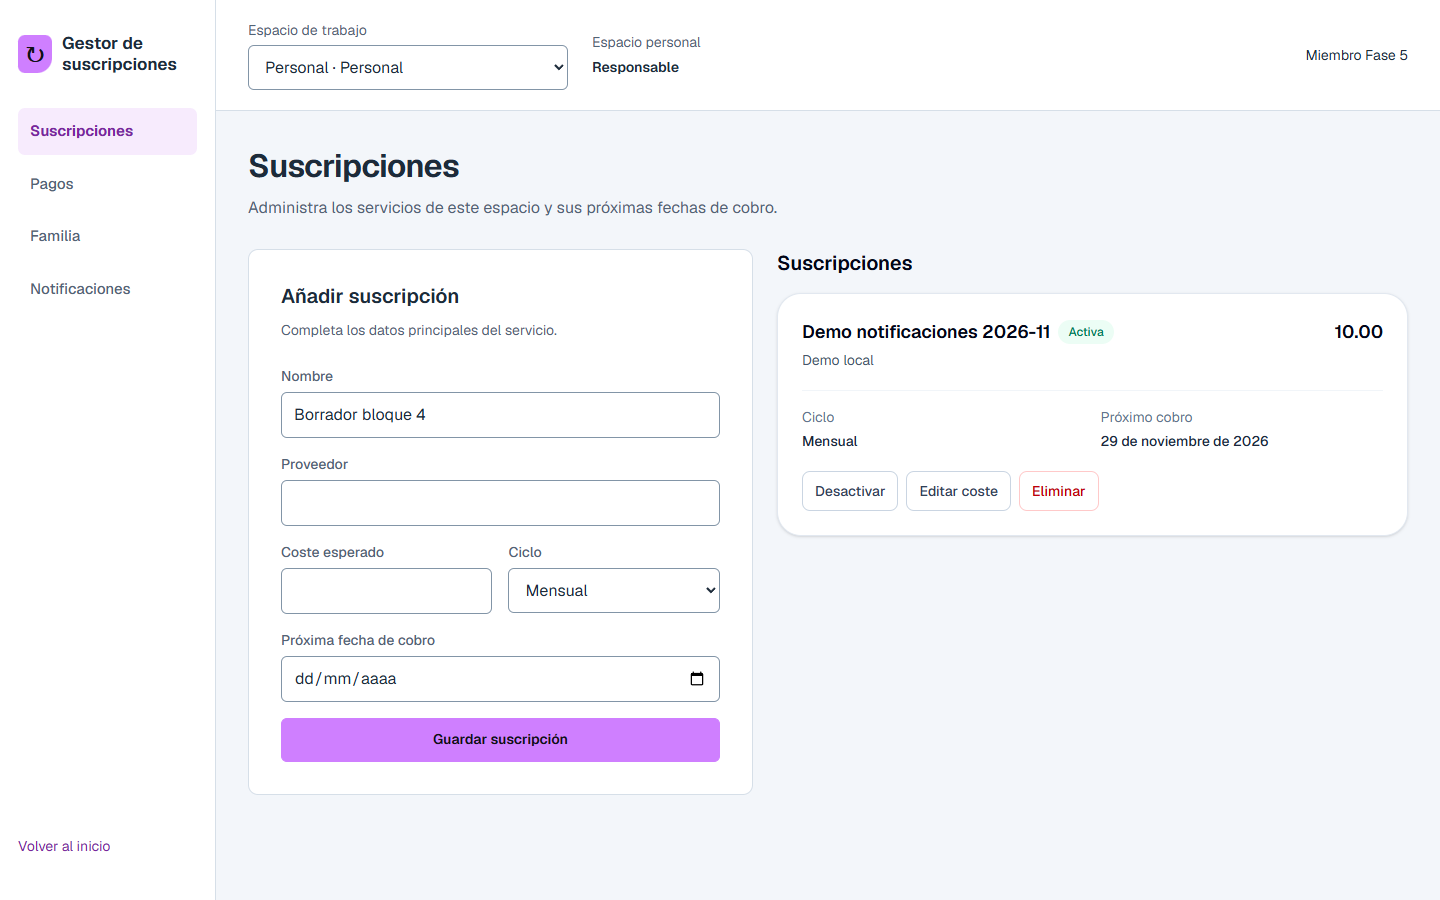 Gestor de
suscripciones
Suscripciones
Pagos
Familia
Notificaciones
Volver al inicio
Espacio de trabajo
Personal · Personal
Espacio personal
Responsable
Miembro Fase 5
Suscripciones
Administra los servicios de este espacio y sus próximas fechas de cobro.
Añadir suscripción
Completa los datos principales del servicio.
Nombre
Borrador bloque 4
Proveedor
Coste esperado
Ciclo
Mensual
Próxima fecha de cobro
dd/mm/aaaa
Guardar suscripción
Suscripciones
Demo notificaciones 2026-11
Activa
10.00
Demo local
Ciclo
Próximo cobro
Mensual
29 de noviembre de 2026
Desactivar
Editar coste
Eliminar